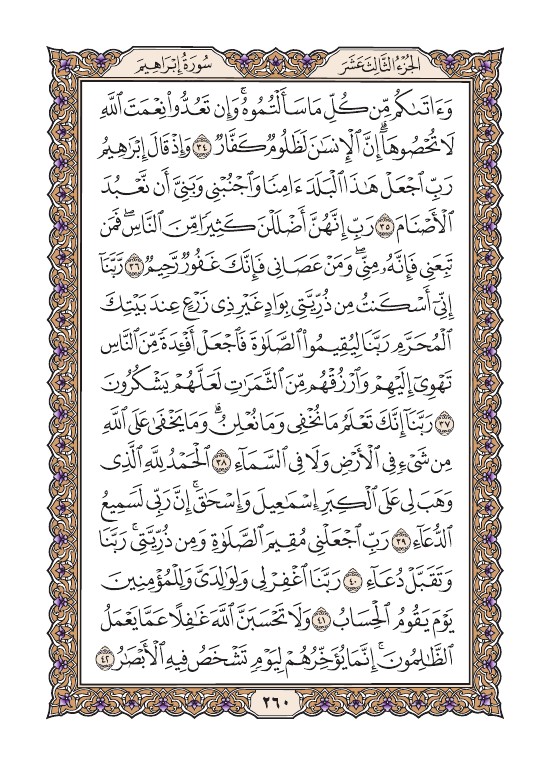 الجزء الثالث عشر
سورة إبراهيم
وَءَاتَىٰكُم مِّن كُلِّ مَا سَأَلْتُمُوهُ ۚ وَإِن تَعُدُّوا۟ نِعْمَتَ ٱللَّهِ
لَا تُحْصُوهَآ ۗ إِنَّ ٱلْإِنسَـٰنَ لَظَلُومٌ كَفَّارٌ ٣٤ وَإِذْ قَالَ إِبْرَٰهِيمُ
رَبِّ ٱجْعَلْ هَـٰذَا ٱلْبَلَدَ ءَامِنًا وَٱجْنُبْنِى وَبَنِىَّ أَن نَّعْبُدَ
ٱلْأَصْنَامَ ٣٥ رَبِّ إِنَّهُنَّ أَضْلَلْنَ كَثِيرًا مِّنَ ٱلنَّاسِ ۖ فَمَن
تَبِعَنِى فَإِنَّهُۥ مِنِّى ۖ وَمَنْ عَصَانِى فَإِنَّكَ غَفُورٌ رَّحِيمٌ ٣٦ رَّبَّنَآ
إِنِّىٓ أَسْكَنتُ مِن ذُرِّيَّتِى بِوَادٍ غَيْرِ ذِى زَرْعٍ عِندَ بَيْتِكَ
ٱلْمُحَرَّمِ رَبَّنَا لِيُقِيمُوا۟ ٱلصَّلَوٰةَ فَٱجْعَلْ أَفْـِٔدَةً مِّنَ ٱلنَّاسِ
تَهْوِىٓ إِلَيْهِمْ وَٱرْزُقْهُم مِّنَ ٱلثَّمَرَٰتِ لَعَلَّهُمْ يَشْكُرُونَ
٣٧ رَبَّنَآ إِنَّكَ تَعْلَمُ مَا نُخْفِى وَمَا نُعْلِنُ ۗ وَمَا يَخْفَىٰ عَلَى ٱللَّهِ
مِن شَىْءٍ فِى ٱلْأَرْضِ وَلَا فِى ٱلسَّمَآءِ ٣٨ ٱلْحَمْدُ لِلَّهِ ٱلَّذِى
وَهَبَ لِى عَلَى ٱلْكِبَرِ إِسْمَـٰعِيلَ وَإِسْحَـٰقَ ۚ إِنَّ رَبِّى لَسَمِيعُ
ٱلدُّعَآءِ ٣٩ رَبِّ ٱجْعَلْنِى مُقِيمَ ٱلصَّلَوٰةِ وَمِن ذُرِّيَّتِى ۚ رَبَّنَا
وَتَقَبَّلْ دُعَآءِ ٤٠ رَبَّنَا ٱغْفِرْ لِى وَلِوَٰلِدَىَّ وَلِلْمُؤْمِنِينَ
يَوْمَ يَقُومُ ٱلْحِسَابُ ٤١ وَلَا تَحْسَبَنَّ ٱللَّهَ غَـٰفِلًا عَمَّا يَعْمَلُ
ٱلظَّـٰلِمُونَ ۚ إِنَّمَا يُؤَخِّرُهُمْ لِيَوْمٍ تَشْخَصُ فِيهِ ٱلْأَبْصَـٰرُ ٤٢
٢٦٠